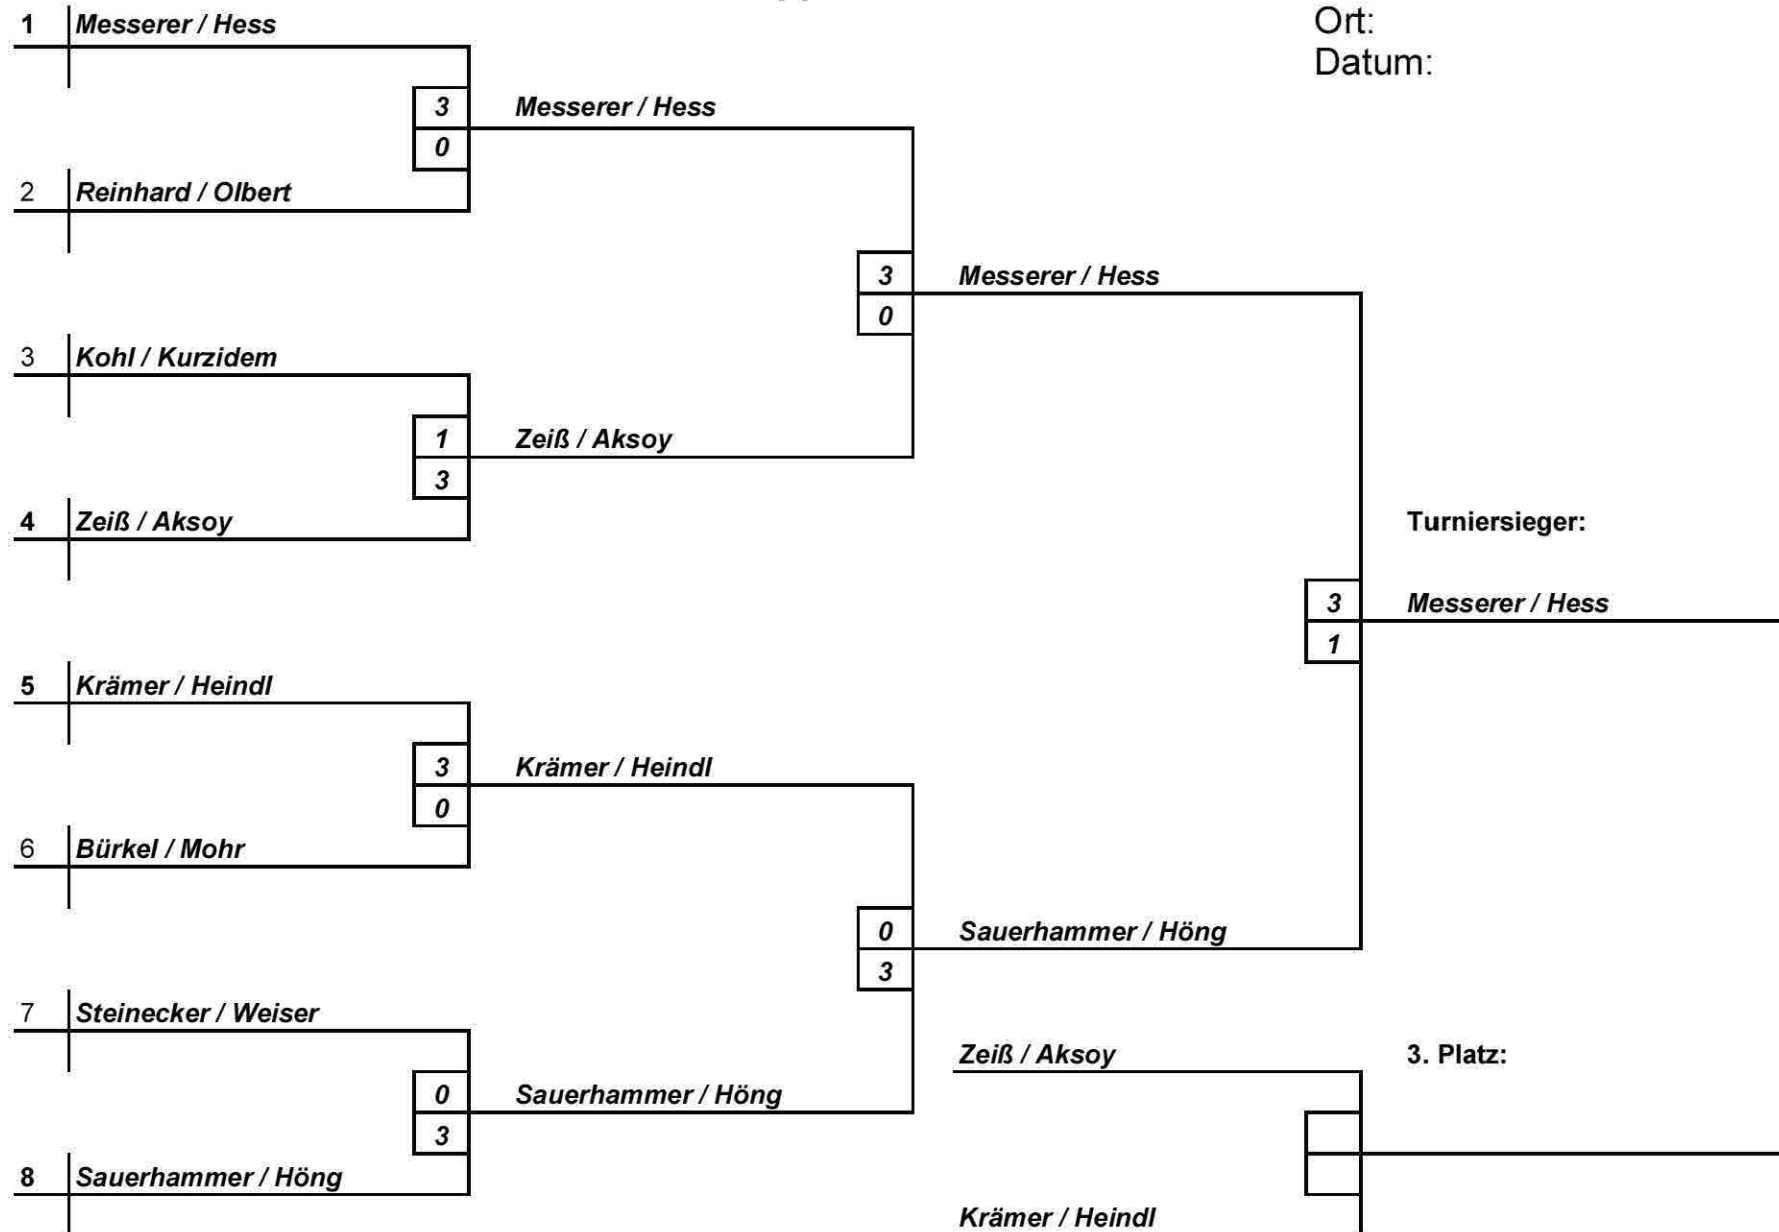 Ort:
Datum:
1 Messerer / Hess
3 Messerer / Hess
0
2 Reinhard / Olbert
3 Messerer / Hess
0
3 Kohl / Kurzidem
1 Zeiß / Aksoy
3
4 Zeiß / Aksoy
Turniersieger:
3 Messerer / Hess
1
5 Krämer / Heindl
3 Krämer / Heindl
0
6 Bürkel / Mohr
0 Sauerhammer / Höng
3
7 Steinecker / Weiser
Zeiß / Aksoy
3. Platz:
0 Sauerhammer / Höng
3
8 Sauerhammer / Höng
Krämer / Heindl